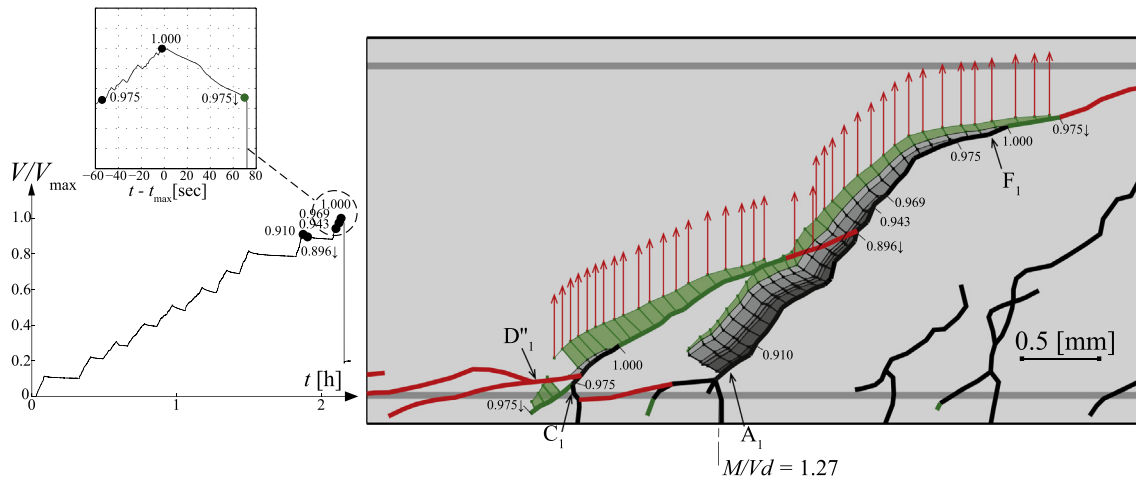 1.000
0.975
0.975↓
−60 −40 −20 0 20 40 60 80
t - tmax[sec]
V/Vmax
1.0
0.8
0.6
0.4
0.2
0
0 1 2
t [h]
1.000
0.969
0.943
0.910
0.896↓
0.975↓
1.000
0.975
F1
0.969
0.943
0.896↓
0.910
D"1
1.000
0.975
0.975↓
C1
A1
0.5 [mm]
M/Vd = 1.27